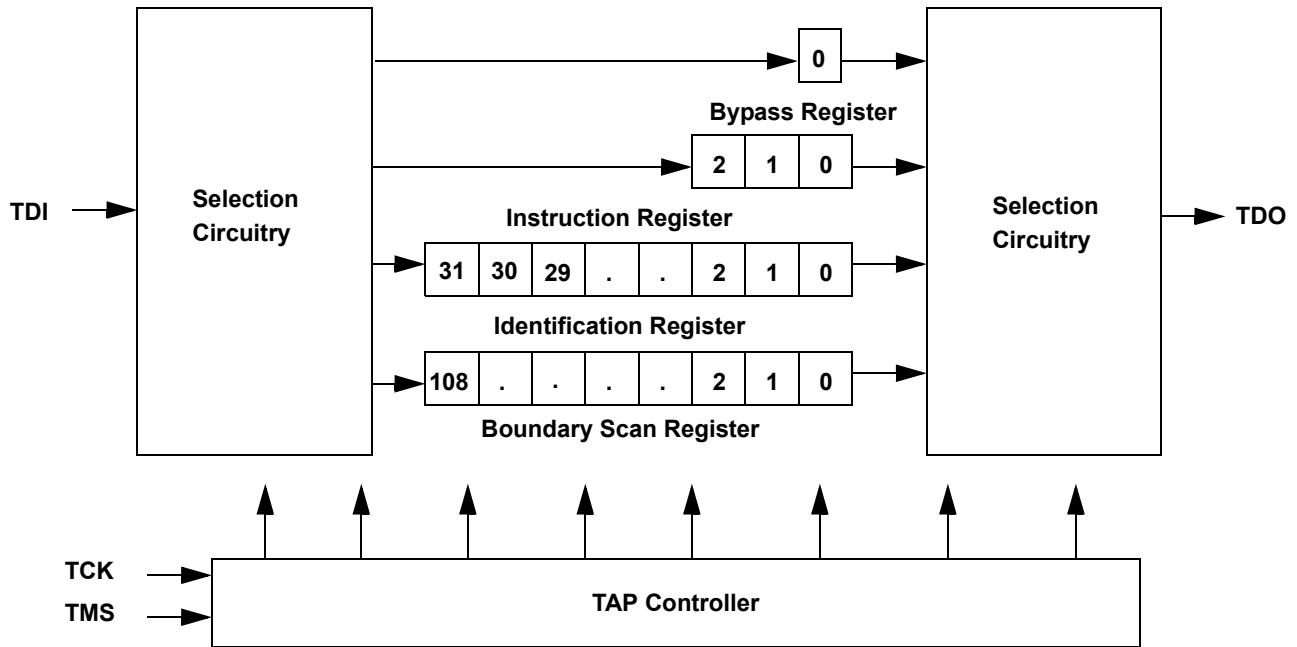 0
Bypass Register
2 1 0
TDI
Selection
Circuitry
Selection
Circuitry
TDO
Instruction Register
31 30 29 . . 2 1 0
Identification Register
108 . . . . 2 1 0
Boundary Scan Register
TCK
TMS
TAP Controller